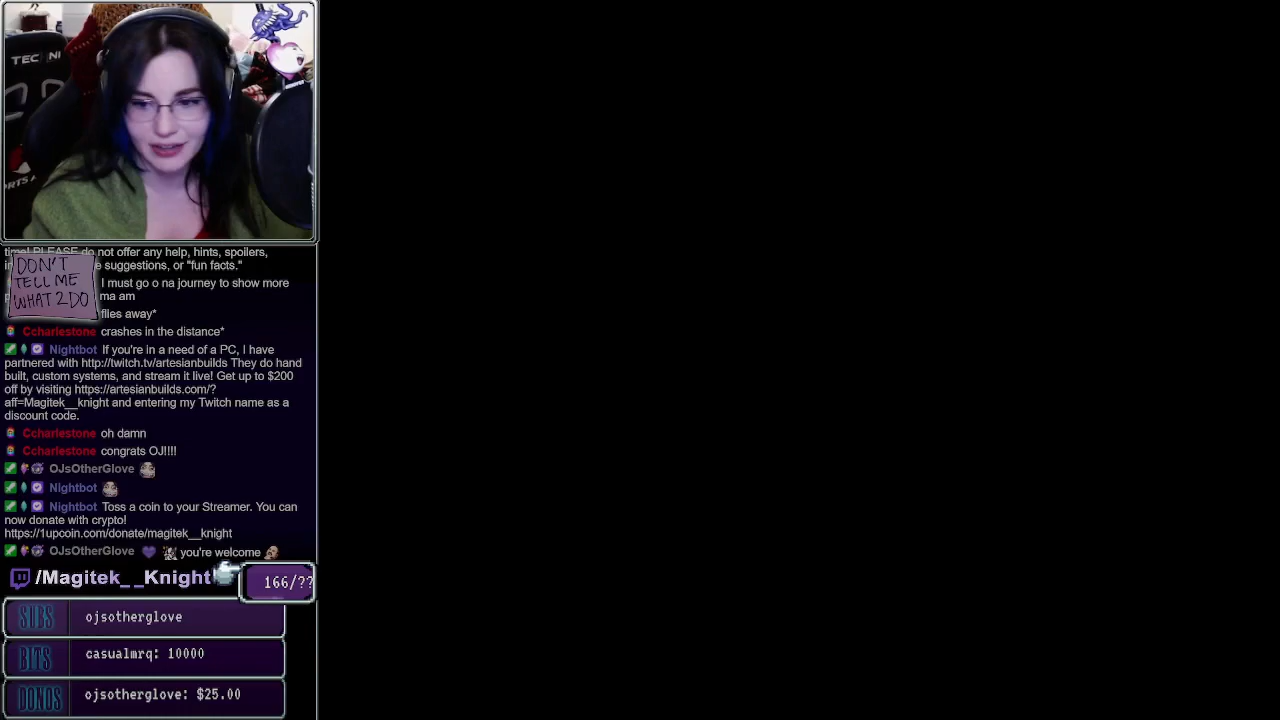 TECHNI
time! PLEASE do not offer any help, hints, spoilers,
suggestions, or "fun facts."
DON'T
TELL ME
WHAT 2 DO
I must go o na journey to show more
ma am
flies away*
Ccharlestone crashes in the distance*
Nightbot If you're in a need of a PC, I have
partnered with http://twitch.tv/artesianbuilds They do hand
built, custom systems, and stream it live! Get up to $200
off by visiting https://artesianbuilds.com/?
aff=Magitek__knight and entering my Twitch name as a
discount code.
Ccharlestone oh damn
Ccharlestone congrats OJ!!!!
OJsOtherGlove
Nightbot
Nightbot Toss a coin to your Streamer. You can
now donate with crypto!
https://1upcoin.com/donate/magitek__knight
OJsOtherGlove you're welcome
/Magitek__Knight
166/??
SUBS ojsotherglove
BITS casualmrq: 10000
DONOS ojsotherglove: $25.00